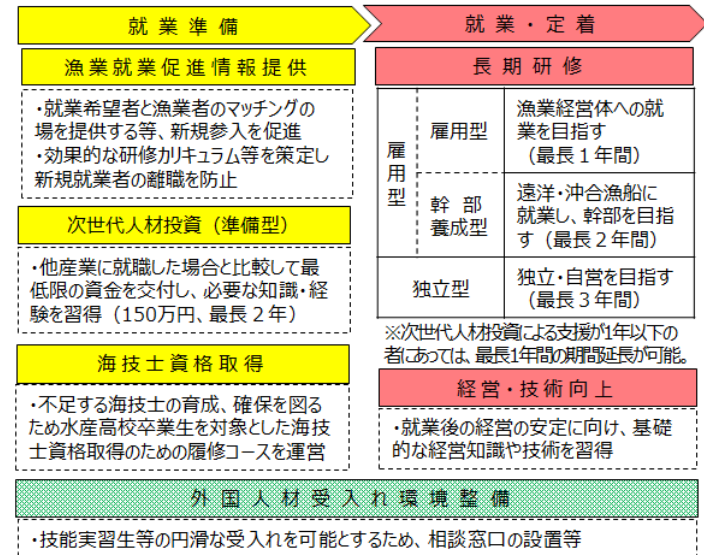 就業準備
漁業就業促進情報提供
・就業希望者と漁業者のマッチングの
場を提供する等、新規参入を促進
・効果的な研修カリキュラム等を策定し
新規就業者の離職を防止
次世代人材投資（準備型）
・他産業に就職した場合と比較して最
低限の資金を交付し、必要な知識・経
験を習得（150万円、最長２年）
海技士資格取得
・不足する海技士の育成、確保を図る
ため水産高校卒業生を対象とした海技
士資格取得のための履修コースを運営
就業・定着
長期研修
雇用型
雇用型
漁業経営体への就
業を目指す
（最長１年間）
幹部
養成型
遠洋・沖合漁船に
就業し、幹部を目指
す（最長２年間）
独立型
独立・自営を目指す
（最長３年間）
※次世代人材投資による支援が1年以下の
者にあっては、最長1年間の期間延長が可能。
経営・技術向上
・就業後の経営の安定に向け、基礎
的な経営知識や技術を習得
外国人材受入れ環境整備
・技能実習生等の円滑な受入れを可能とするため、相談窓口の設置等